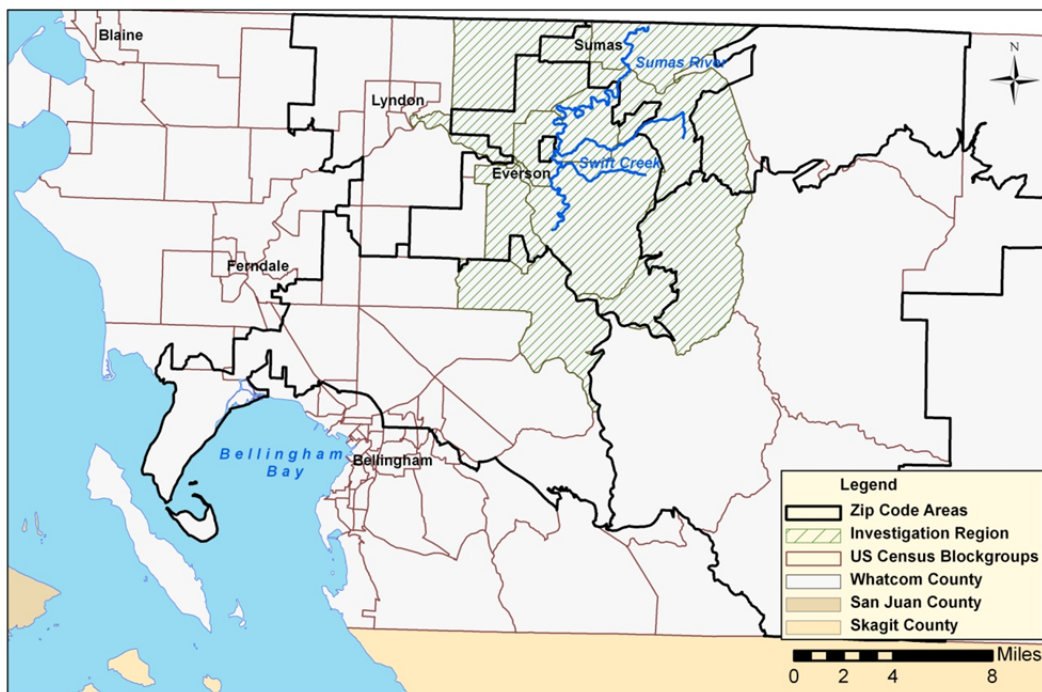 Blaine
Sumas
N
Sumas River
Lyndon
Everson
Swift Creek
Ferndale
Bellingham
Bay
Bellingham
Legend
Zip Code Areas
Investigation Region
US Census Blockgroups
Whatcom County
San Juan County
Skagit County
Miles
0 2 4 8